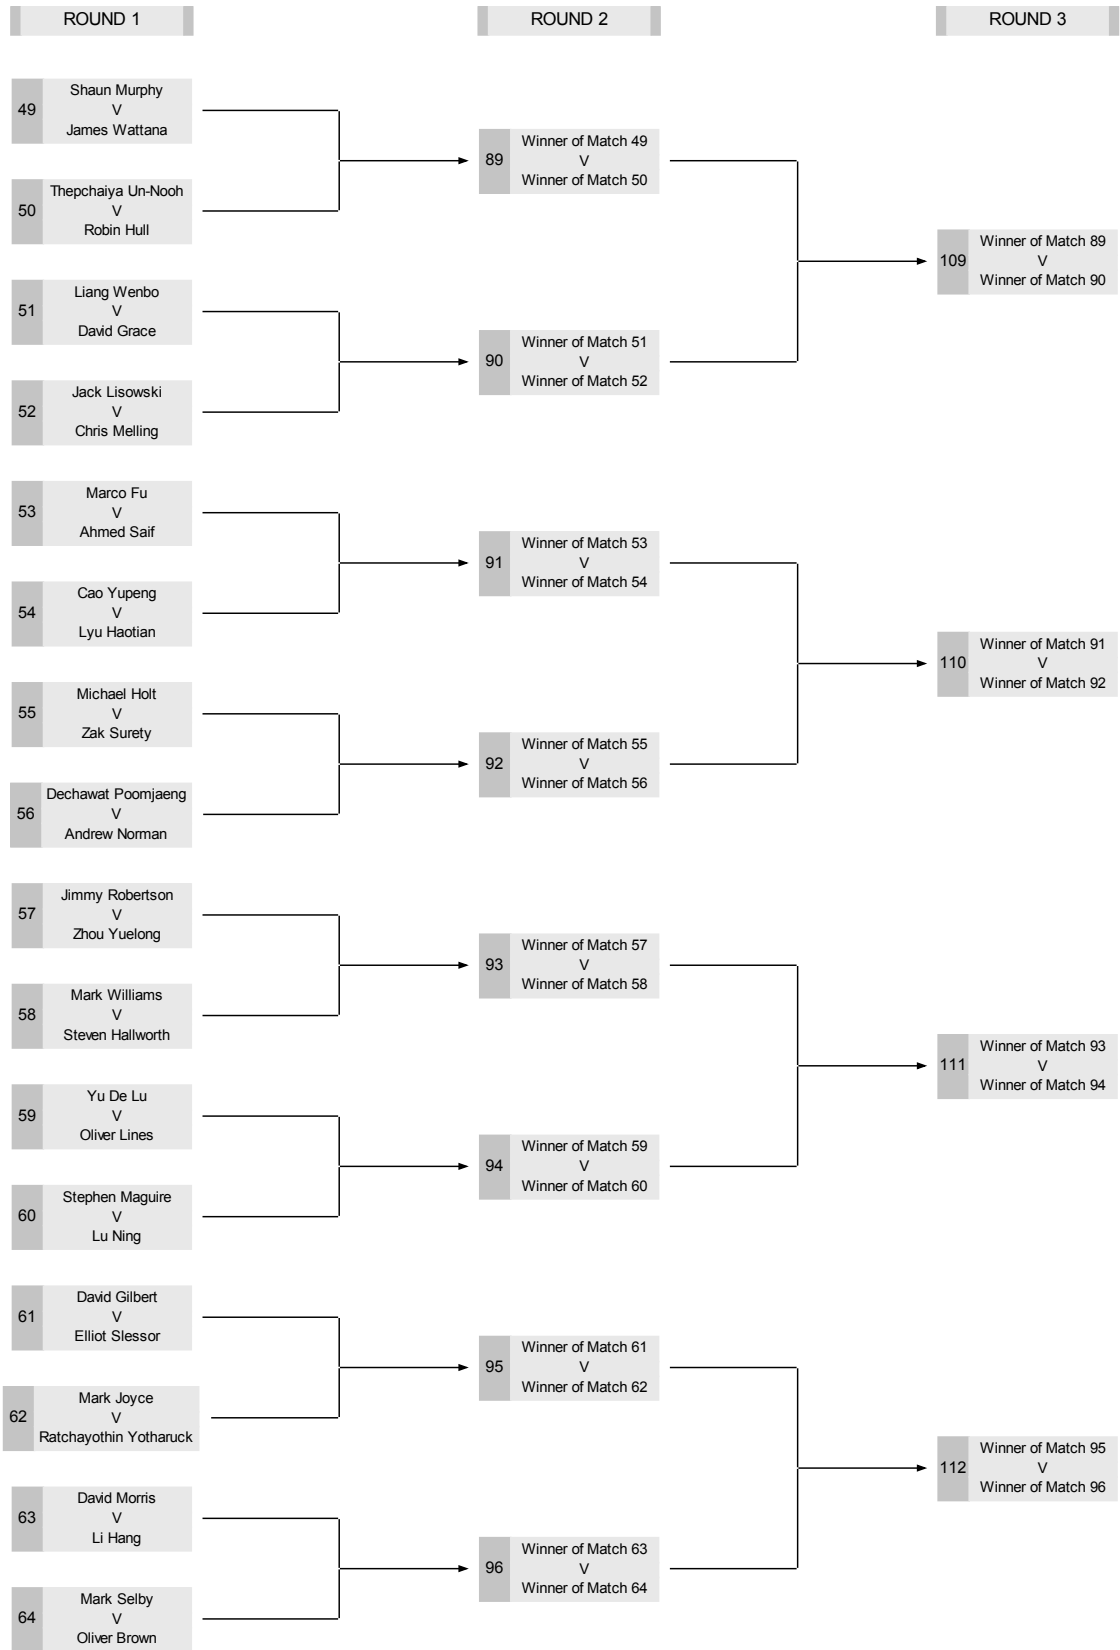 ROUND 1
ROUND 2
ROUND 3
49
Shaun Murphy
V
James Wattana
50
Thepchaiya Un-Nooh
V
Robin Hull
51
Liang Wenbo
V
David Grace
52
Jack Lisowski
V
Chris Melling
53
Marco Fu
V
Ahmed Saif
54
Cao Yupeng
V
Lyu Haotian
55
Michael Holt
V
Zak Surety
56
Dechawat Poomjaeng
V
Andrew Norman
57
Jimmy Robertson
V
Zhou Yuelong
58
Mark Williams
V
Steven Hallworth
59
Yu De Lu
V
Oliver Lines
60
Stephen Maguire
V
Lu Ning
61
David Gilbert
V
Elliot Slessor
62
Mark Joyce
V
Ratchayothin Yotharuck
63
David Morris
V
Li Hang
64
Mark Selby
V
Oliver Brown
89
Winner of Match 49
V
Winner of Match 50
90
Winner of Match 51
V
Winner of Match 52
91
Winner of Match 53
V
Winner of Match 54
92
Winner of Match 55
V
Winner of Match 56
93
Winner of Match 57
V
Winner of Match 58
94
Winner of Match 59
V
Winner of Match 60
95
Winner of Match 61
V
Winner of Match 62
96
Winner of Match 63
V
Winner of Match 64
109
Winner of Match 89
V
Winner of Match 90
110
Winner of Match 91
V
Winner of Match 92
111
Winner of Match 93
V
Winner of Match 94
112
Winner of Match 95
V
Winner of Match 96